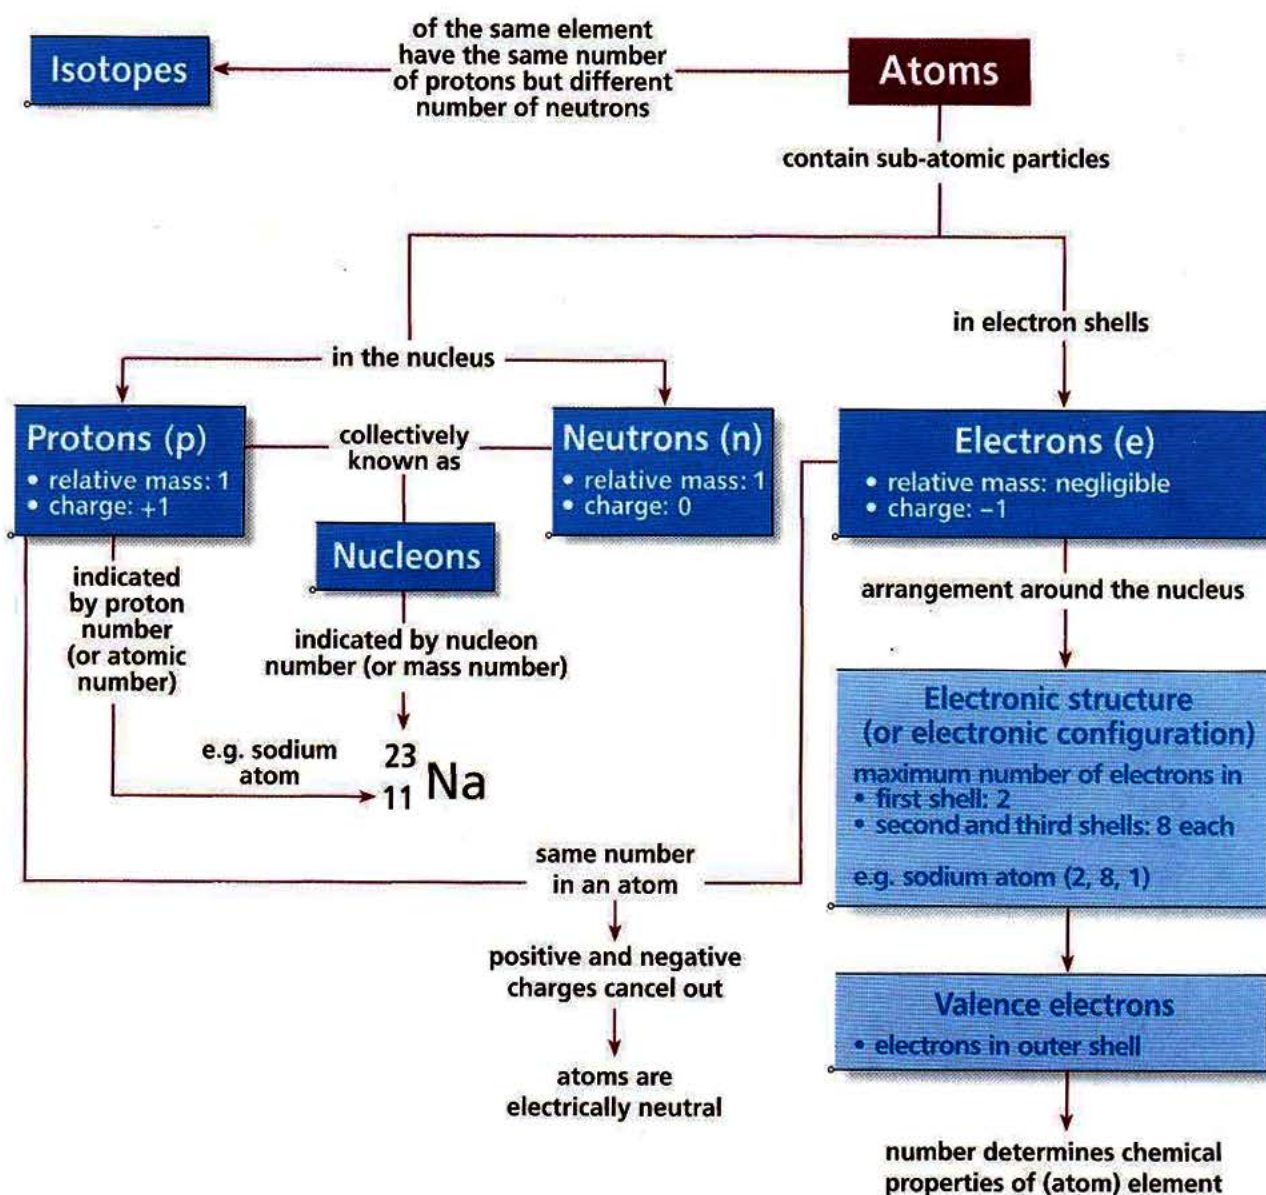 of the same element
have the same number
of protons but different
number of neutrons
Isotopes
Atoms
contain sub-atomic particles
in electron shells
in the nucleus
Protons (p)
• relative mass: 1
• charge: +1
collectively
known as
Neutrons (n)
• relative mass: 1
• charge: 0
Electrons (e)
• relative mass: negligible
• charge: −1
Nucleons
indicated
by proton
number
(or atomic
number)
indicated by nucleon
number (or mass number)
arrangement around the nucleus
e.g. sodium
atom
23
11 Na
Electronic structure
(or electronic configuration)
maximum number of electrons in
• first shell: 2
• second and third shells: 8 each
e.g. sodium atom (2, 8, 1)
same number
in an atom
positive and negative
charges cancel out
atoms are
electrically neutral
Valence electrons
• electrons in outer shell
number determines chemical
properties of (atom) element